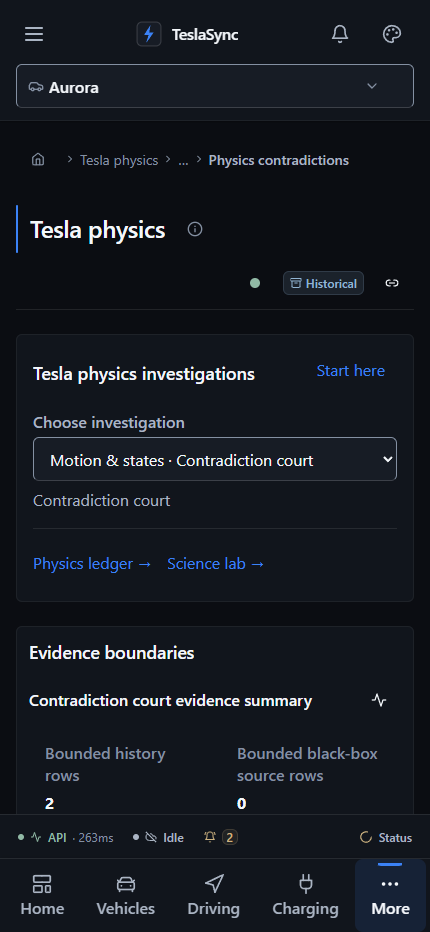 TeslaSync
Aurora
Tesla physics
...
Physics contradictions
Tesla physics
Historical
Tesla physics investigations
Start here
Choose investigation
Motion & states · Contradiction court
Contradiction court
Physics ledger →
Science lab →
Evidence boundaries
Contradiction court evidence summary
Bounded history
rows
2
Bounded black-box
source rows
0
API · 263ms
Idle
2
Status
Home
Vehicles
Driving
Charging
More